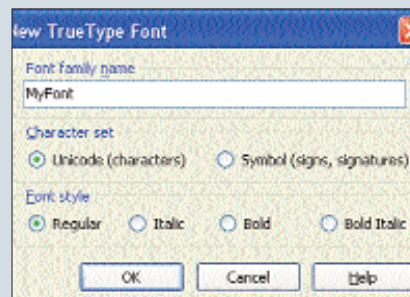 New TrueType Font
Font family name
MyFont
Character set
Unicode (characters) Symbol (signs, signatures)
Font style
Regular Italic Bold Bold Italic
OK Cancel Help